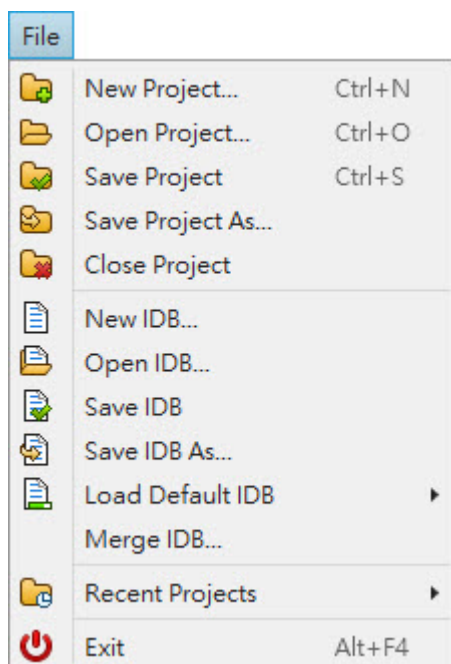 File
New Project... Ctrl+N
Open Project... Ctrl+O
Save Project Ctrl+S
Save Project As...
Close Project
New IDB...
Open IDB...
Save IDB
Save IDB As...
Load Default IDB
Merge IDB...
Recent Projects
Exit Alt+F4